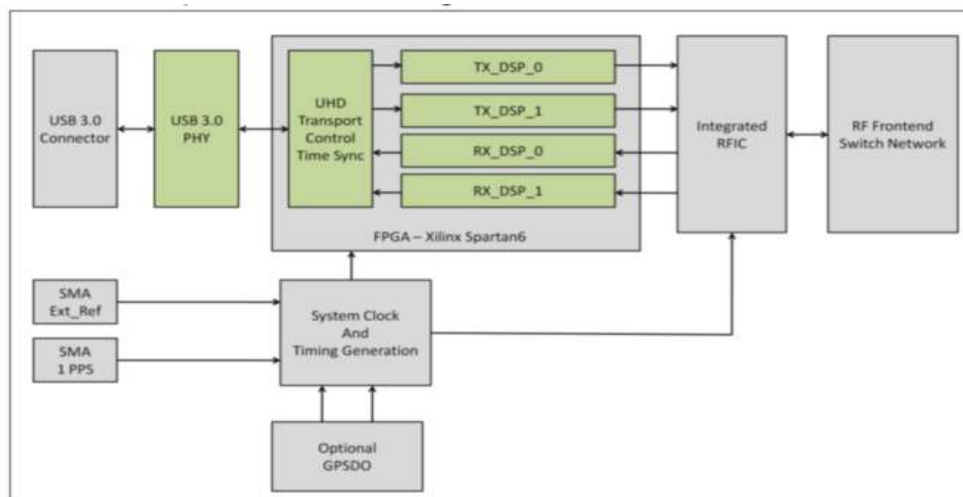 USB 3.0
Connector
USB 3.0
PHY
UHD
Transport
Control
Time Sync
TX_DSP_0
TX_DSP_1
RX_DSP_0
RX_DSP_1
FPGA – Xilinx Spartan6
Integrated
RFIC
RF Frontend
Switch Network
SMA
Ext_Ref
SMA
1 PPS
System Clock
And
Timing Generation
Optional
GPSDO